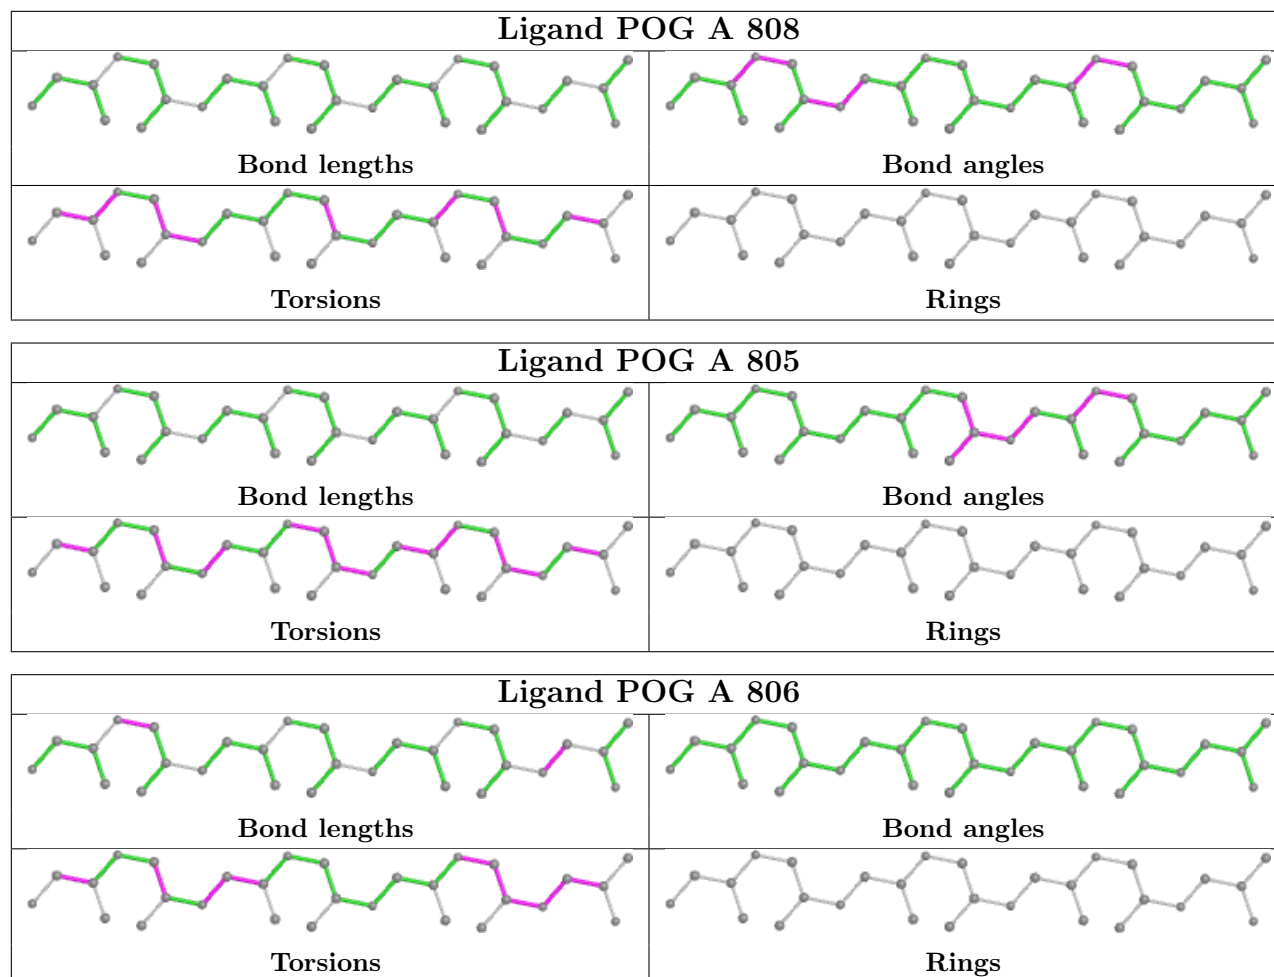 Ligand POG A 808
Bond lengths
Bond angles
Torsions
Rings
Ligand POG A 805
Bond lengths
Bond angles
Torsions
Rings
Ligand POG A 806
Bond lengths
Bond angles
Torsions
Rings